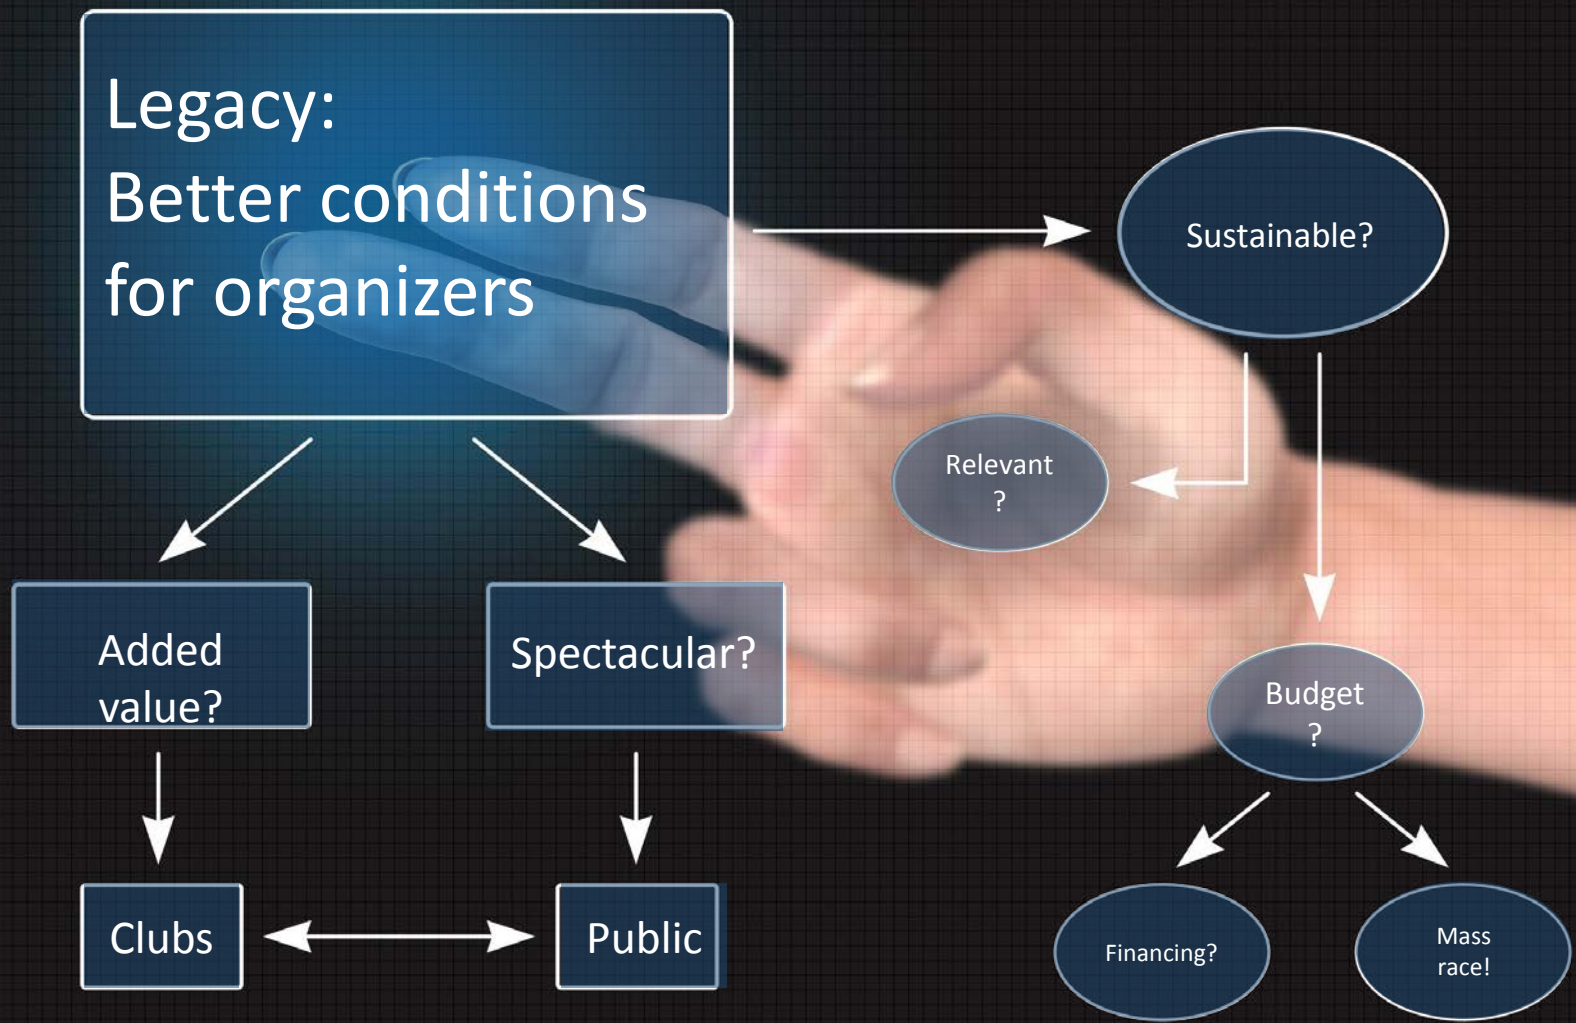 Legacy:
Better conditions
for organizers
Sustainable?
Relevant
?
Added
value?
Spectacular?
Budget
?
Clubs
Public
Financing?
Mass
race!